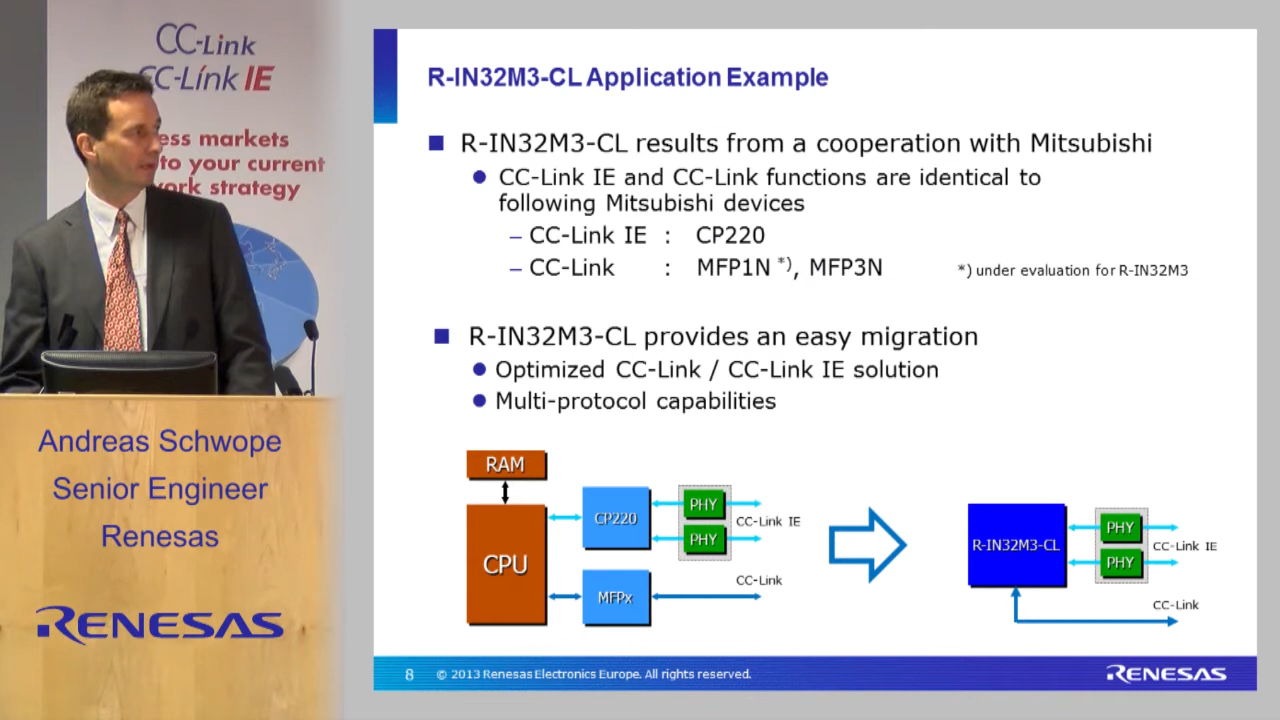 CC-Link
CC-Link IE
ess markets
to your current
work strategy
Andreas Schwope
Senior Engineer
Renesas
RENESAS
R-IN32M3-CL Application Example
R-IN32M3-CL results from a cooperation with Mitsubishi
CC-Link IE and CC-Link functions are identical to
following Mitsubishi devices
– CC-Link IE : CP220
– CC-Link : MFP1N *), MFP3N *) under evaluation for R-IN32M3
R-IN32M3-CL provides an easy migration
Optimized CC-Link / CC-Link IE solution
Multi-protocol capabilities
RAM
CPU
CP220
PHY
PHY
CC-Link IE
MFPx
CC-Link
R-IN32M3-CL
PHY
PHY
CC-Link IE
CC-Link
8 © 2013 Renesas Electronics Europe. All rights reserved.
RENESAS